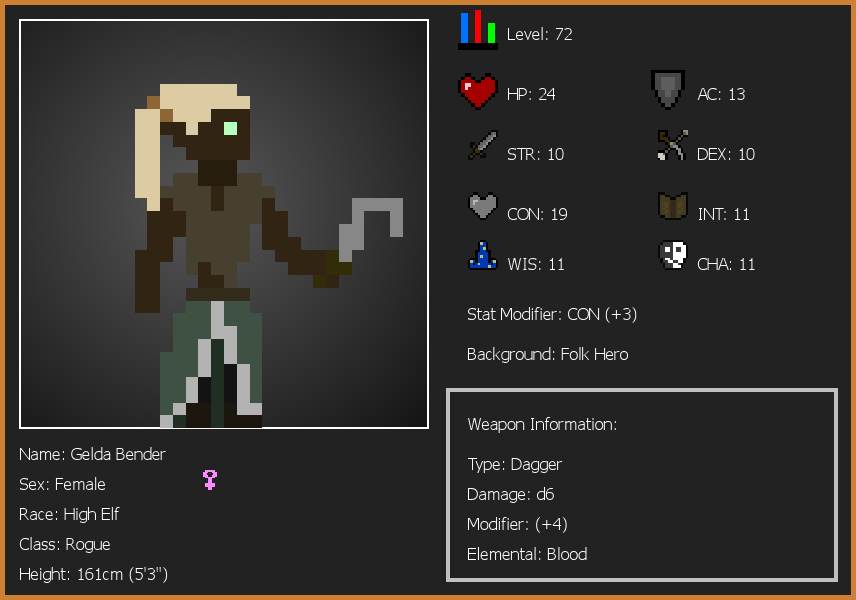 Level: 72
HP: 24
AC: 13
STR: 10
DEX: 10
CON: 19
INT: 11
WIS: 11
CHA: 11
Stat Modifier: CON (+3)
Background: Folk Hero
Weapon Information:
Type: Dagger
Damage: d6
Modifier: (+4)
Elemental: Blood
Name: Gelda Bender
Sex: Female
Race: High Elf
Class: Rogue
Height: 161cm (5'3")